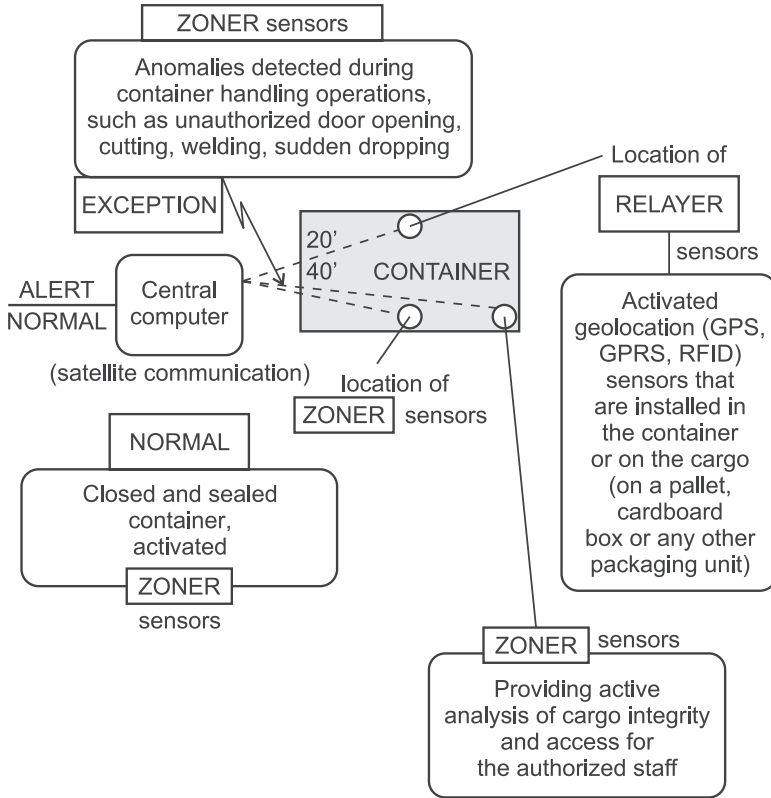 ZONER sensors
Anomalies detected during
container handling operations,
such as unauthorized door opening,
cutting, welding, sudden dropping
EXCEPTION
Location of
RELAYER
sensors
20’
40’
CONTAINER
ALERT
NORMAL
Central
computer
(satellite communication)
location of
ZONER sensors
Activated
geolocation (GPS,
GPRS, RFID)
sensors that
are installed in
the container
or on the cargo
(on a pallet,
cardboard
box or any other
packaging unit)
NORMAL
Closed and sealed
container,
activated
ZONER
sensors
ZONER sensors
Providing active
analysis of cargo integrity
and access for
the authorized staff